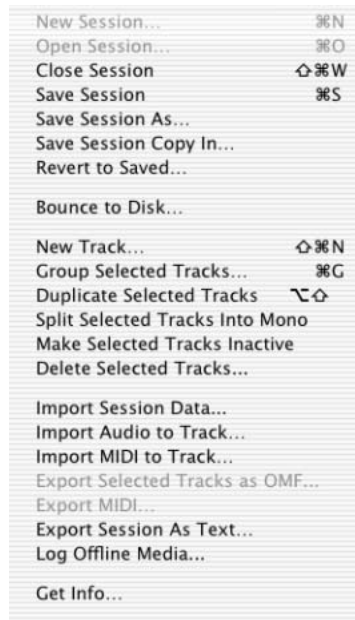 New Session... ⌘N
Open Session... ⌘O
Close Session ⇧⌘W
Save Session ⌘S
Save Session As...
Save Session Copy In...
Revert to Saved...
Bounce to Disk...
New Track... ⇧⌘N
Group Selected Tracks... ⌘G
Duplicate Selected Tracks ⌥⇧
Split Selected Tracks Into Mono
Make Selected Tracks Inactive
Delete Selected Tracks...
Import Session Data...
Import Audio to Track...
Import MIDI to Track...
Export Selected Tracks as OMF...
Export MIDI...
Export Session As Text...
Log Offline Media...
Get Info...